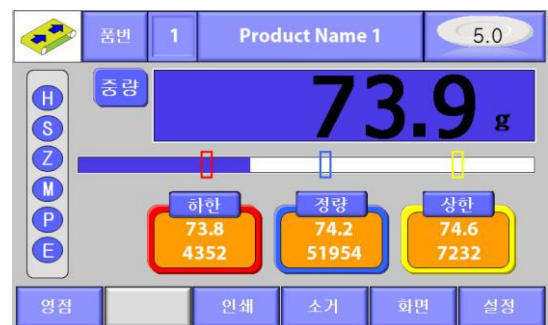 품번 1 Product Name 1 5.0
중량 73.9 g
H
S
Z
M
P
E
하한 정량 상한
73.8 74.2 74.6
4352 51954 7232
영점 인쇄 소거 화면 설정